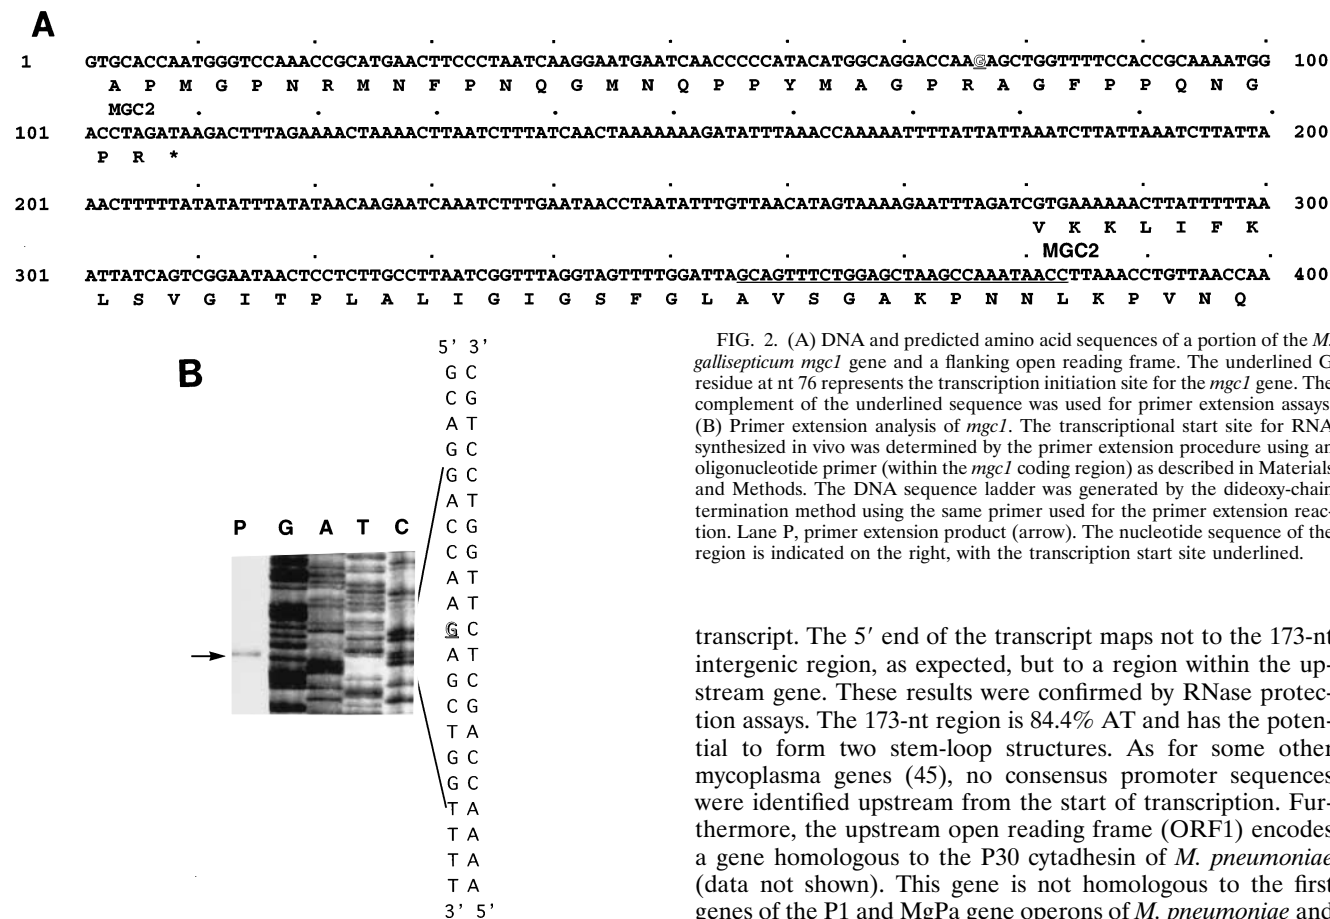 A
1 GTGCACCAATGGGTCCAAACCGCATGAACTTCCCTAATCAAGGAATGAATCAACCCCCATACATGGCAGGACCAAGAGCTGGTTTTCCACCGCAAAATGG 100
A P M G P N R M N F P N Q G M N Q P P Y M A G P R A G F P P Q N G
MGC2
101 ACCTAGATAAGACTTTAGAAAACTAAAACTTAATCTTTATCAACTAAAAAAAGATATTTAAACCAAAAATTTTATTATTAAATCTTATTAAATCTTATTA 200
P R *
201 AACTTTTTATATATTTATATAACAAGAATCAAATCTTTGAATAACCTAATATTTGTTAACATAGTAAAAGAATTTAGATCGTGAAAAAACTTATTTTTAA 300
V K K L I F K
MGC2
301 ATTATCAGTCGGAATAACTCCTCTTGCCTTAATCGGTTTAGGTAGTTTTGGATTAGCAGTTTCTGGAGCTAAGCCAAATAACCTTAAACCTGTTAACCAA 400
L S V G I T P L A L I G I G S F G L A V S G A K P N N L K P V N Q
B
P G A T C
5' 3'
G C
C G
A T
G C
G C
A T
C G
C G
A T
A T
G C
A T
G C
C G
T A
G C
G C
T A
T A
T A
T A
3' 5'
FIG. 2. (A) DNA and predicted amino acid sequences of a portion of the M.
gallisepticum mgc1 gene and a flanking open reading frame. The underlined G
residue at nt 76 represents the transcription initiation site for the mgc1 gene. The
complement of the underlined sequence was used for primer extension assays.
(B) Primer extension analysis of mgc1. The transcriptional start site for RNA
synthesized in vivo was determined by the primer extension procedure using an
oligonucleotide primer (within the mgc1 coding region) as described in Materials
and Methods. The DNA sequence ladder was generated by the dideoxy-chain
termination method using the same primer used for the primer extension reac-
tion. Lane P, primer extension product (arrow). The nucleotide sequence of the
region is indicated on the right, with the transcription start site underlined.
transcript. The 5′ end of the transcript maps not to the 173-nt
intergenic region, as expected, but to a region within the up-
stream gene. These results were confirmed by RNase protec-
tion assays. The 173-nt region is 84.4% AT and has the poten-
tial to form two stem-loop structures. As for some other
mycoplasma genes (45), no consensus promoter sequences
were identified upstream from the start of transcription. Fur-
thermore, the upstream open reading frame (ORF1) encodes
a gene homologous to the P30 cytadhesin of M. pneumoniae
(data not shown). This gene is not homologous to the first
genes of the P1 and MgPa gene operons of M. pneumoniae and